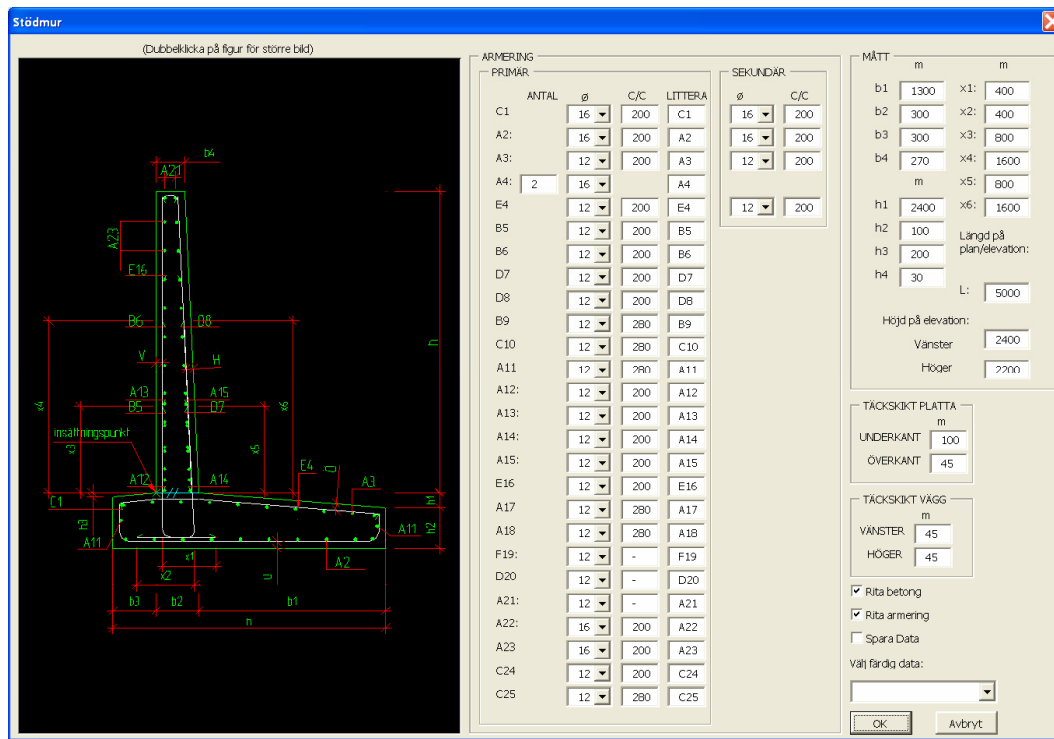 Stödmur
(Dubbelklicka på figur för större bild)
b4
A21
A23
E16
B6
D8
h
V
H
x4
x6
A13
A15
B5
D7
insättningspunkt
x3
x5
A12
A14
E4
D
A3
C1
h3
h1
h2
A11
A11
x1
A2
x2
b3
b2
b1
h
ARMERING
PRIMÄR
ANTAL ø C/C LITTERA
C1 16 200 C1
A2: 16 200 A2
A3: 12 200 A3
A4: 2 16 A4
E4 12 200 E4
B5 12 200 B5
B6 12 200 B6
D7 12 200 D7
D8 12 200 D8
B9 12 280 B9
C10 12 280 C10
A11 12 280 A11
A12: 12 200 A12
A13: 12 200 A13
A14: 12 200 A14
A15: 12 200 A15
E16 12 200 E16
A17 12 280 A17
A18 12 280 A18
F19: 12 - F19
D20 12 - D20
A21: 12 - A21
A22: 16 200 A22
A23 16 200 A23
C24 12 200 C24
C25 12 280 C25
SEKUNDÄR
ø C/C
16 200
16 200
12 200
12 200
MÅTT
m m
b1 1300 x1: 400
b2 300 x2: 400
b3 300 x3: 800
b4 270 x4: 1600
m x5: 800
h1 2400 x6: 1600
h2 100
h3 200
h4 30
Längd på
plan/elevation:
L: 5000
Höjd på elevation:
Vänster 2400
Höger 2200
TÄCKSKIKT PLATTA
m
UNDERKANT 100
ÖVERKANT 45
TÄCKSKIKT VÄGG
m
VÄNSTER 45
HÖGER 45
Rita betong
Rita armering
Spara Data
Välj färdig data:
OK Avbryt